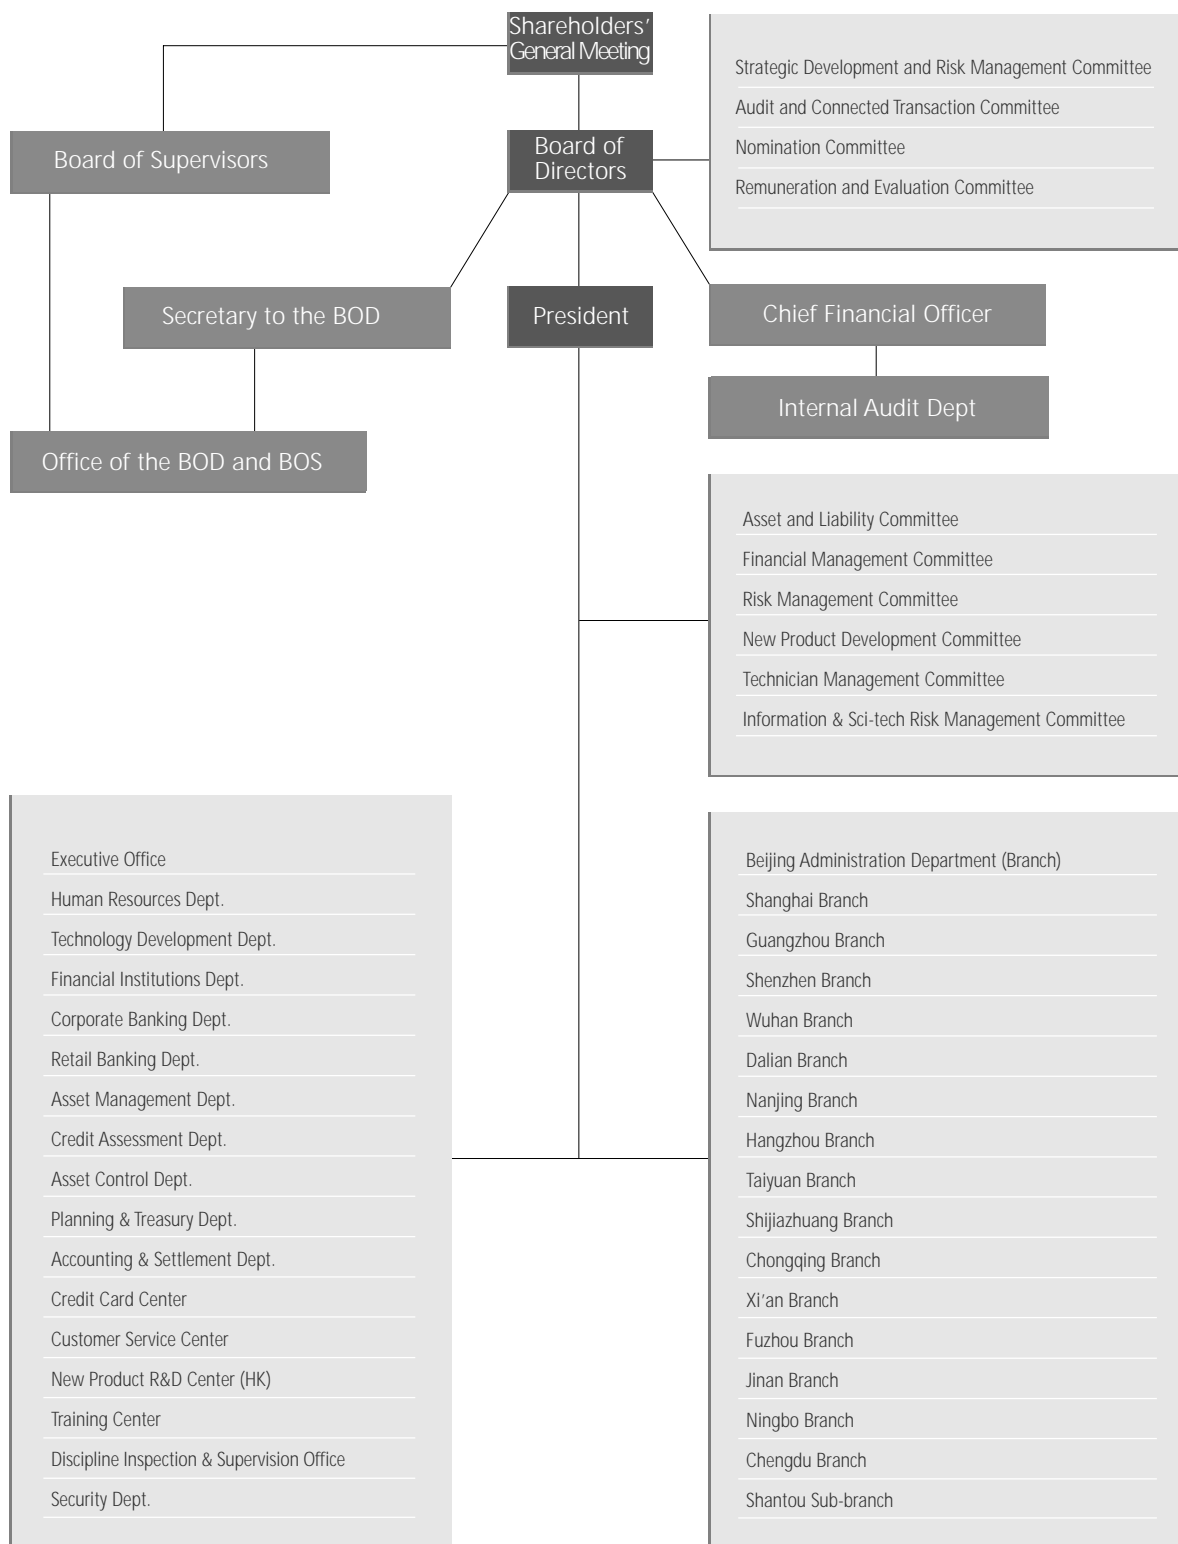 Shareholders’
General Meeting
Strategic Development and Risk Management Committee
Audit and Connected Transaction Committee
Nomination Committee
Remuneration and Evaluation Committee
Board of Supervisors
Board of
Directors
Secretary to the BOD
President
Chief Financial Officer
Internal Audit Dept
Office of the BOD and BOS
Asset and Liability Committee
Financial Management Committee
Risk Management Committee
New Product Development Committee
Technician Management Committee
Information & Sci-tech Risk Management Committee
Executive Office
Human Resources Dept.
Technology Development Dept.
Financial Institutions Dept.
Corporate Banking Dept.
Retail Banking Dept.
Asset Management Dept.
Credit Assessment Dept.
Asset Control Dept.
Planning & Treasury Dept.
Accounting & Settlement Dept.
Credit Card Center
Customer Service Center
New Product R&D Center (HK)
Training Center
Discipline Inspection & Supervision Office
Security Dept.
Beijing Administration Department (Branch)
Shanghai Branch
Guangzhou Branch
Shenzhen Branch
Wuhan Branch
Dalian Branch
Nanjing Branch
Hangzhou Branch
Taiyuan Branch
Shijiazhuang Branch
Chongqing Branch
Xi’an Branch
Fuzhou Branch
Jinan Branch
Ningbo Branch
Chengdu Branch
Shantou Sub-branch